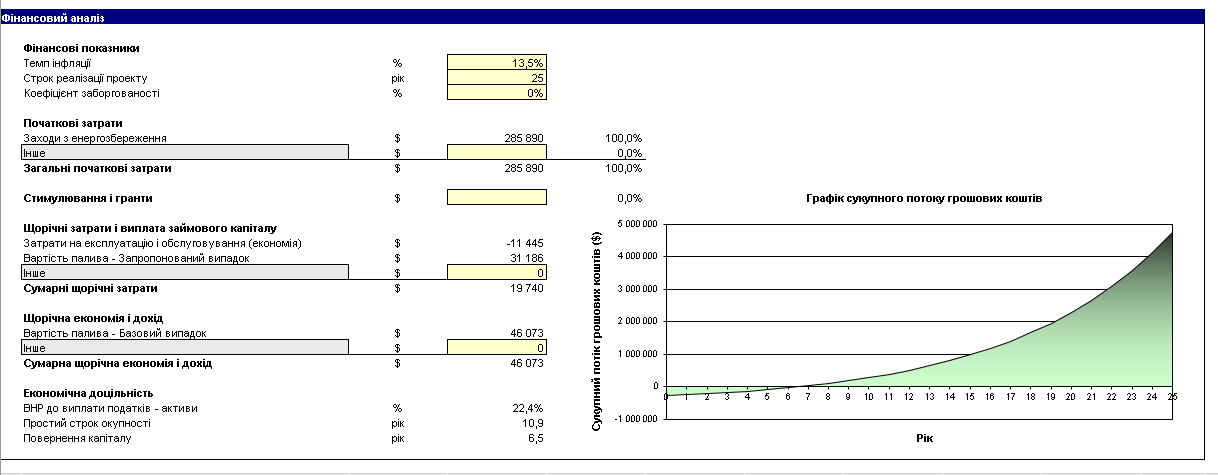 Фінансовий аналіз
Фінансові показники
Темп інфляції % 13,5%
Строк реалізації проекту рік 25
Коефіцієнт заборгованості % 0%
Початкові затрати
Заходи з енергозбереження $ 285 890 100,0%
Інше $ 0,0%
Загальні початкові затрати $ 285 890 100,0%
Стимулювання і гранти $ 0,0%
Щорічні затрати і виплата займового капіталу
Затрати на експлуатацію і обслуговування (економія) $ -11 445
Вартість палива - Запропонований випадок $ 31 186
Інше $ 0
Сумарні щорічні затрати $ 19 740
Щорічна економія і дохід
Вартість палива - Базовий випадок $ 46 073
Інше $ 0
Сумарна щорічна економія і дохід $ 46 073
Економічна доцільність
ВНР до виплати податків - активи % 22,4%
Простий строк окупності рік 10,9
Повернення капіталу рік 6,5
Графік сукупного потоку грошових коштів
Сукупний потік грошових коштів ($)
5 000 000
4 000 000
3 000 000
2 000 000
1 000 000
0
-1 000 000
0 1 2 3 4 5 6 7 8 9 10 11 12 13 14 15 16 17 18 19 20 21 22 23 24 25
Рік